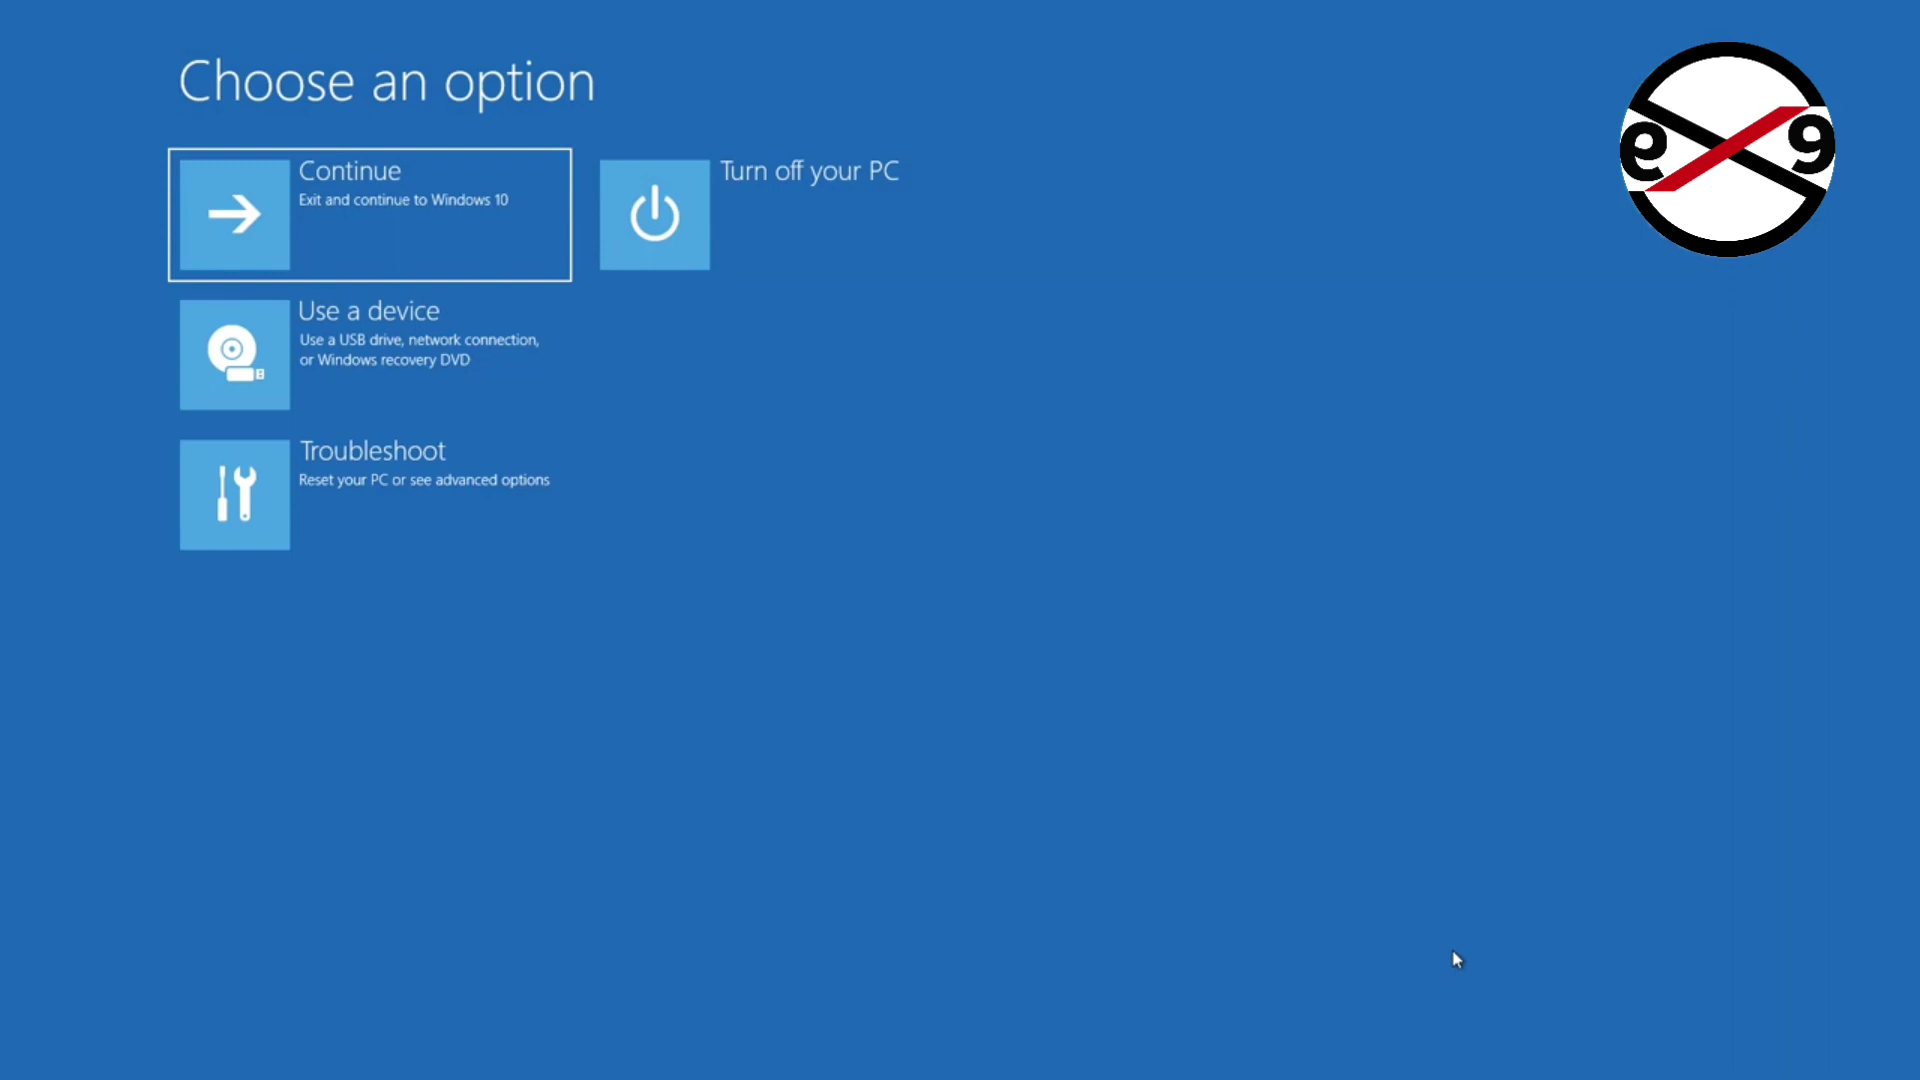 Choose an option
Continue
Exit and continue to Windows 10
Turn off your PC
Use a device
Use a USB drive, network connection,
or Windows recovery DVD
Troubleshoot
Reset your PC or see advanced options
e 9